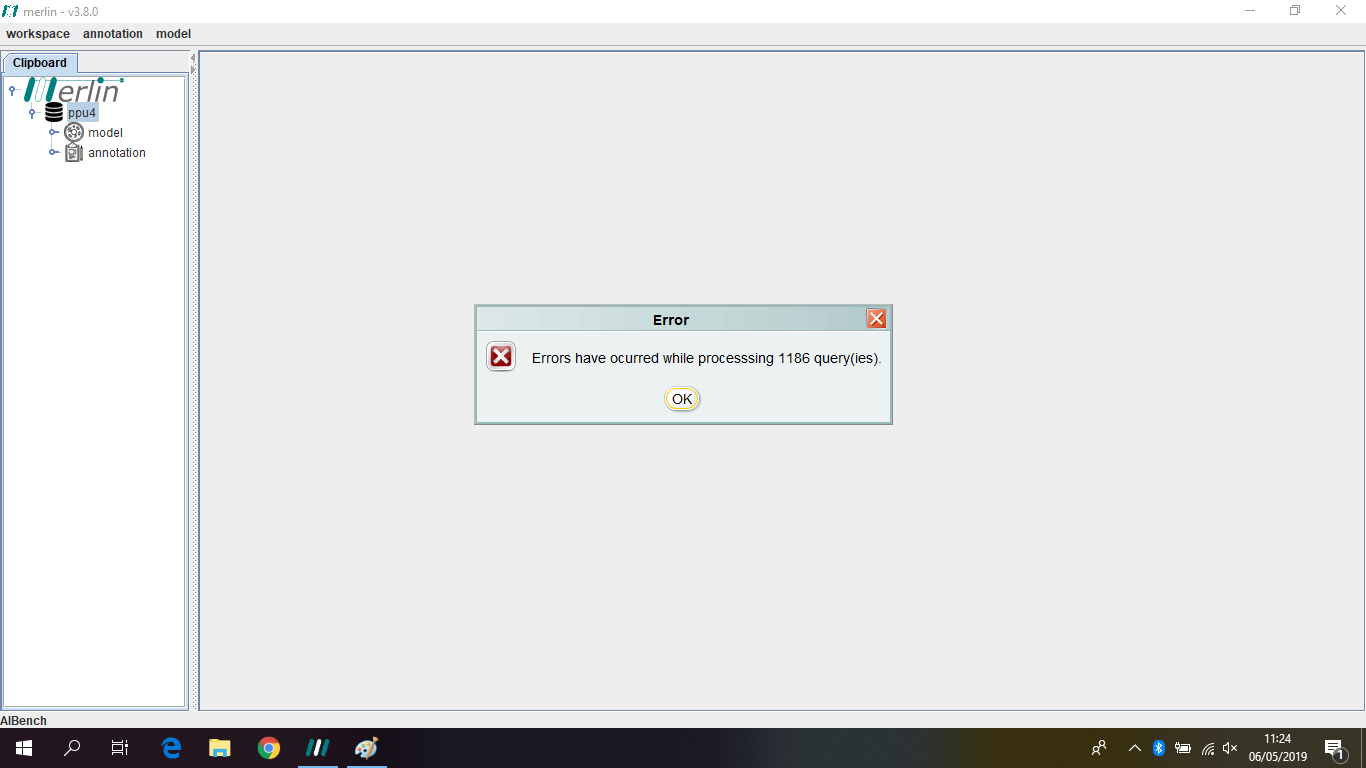 merlin - v3.8.0
workspace annotation model
Clipboard
Merlin
ppu4
model
annotation
Error
Errors have ocurred while processsing 1186 query(ies).
OK
AIBench
11:24
06/05/2019
1